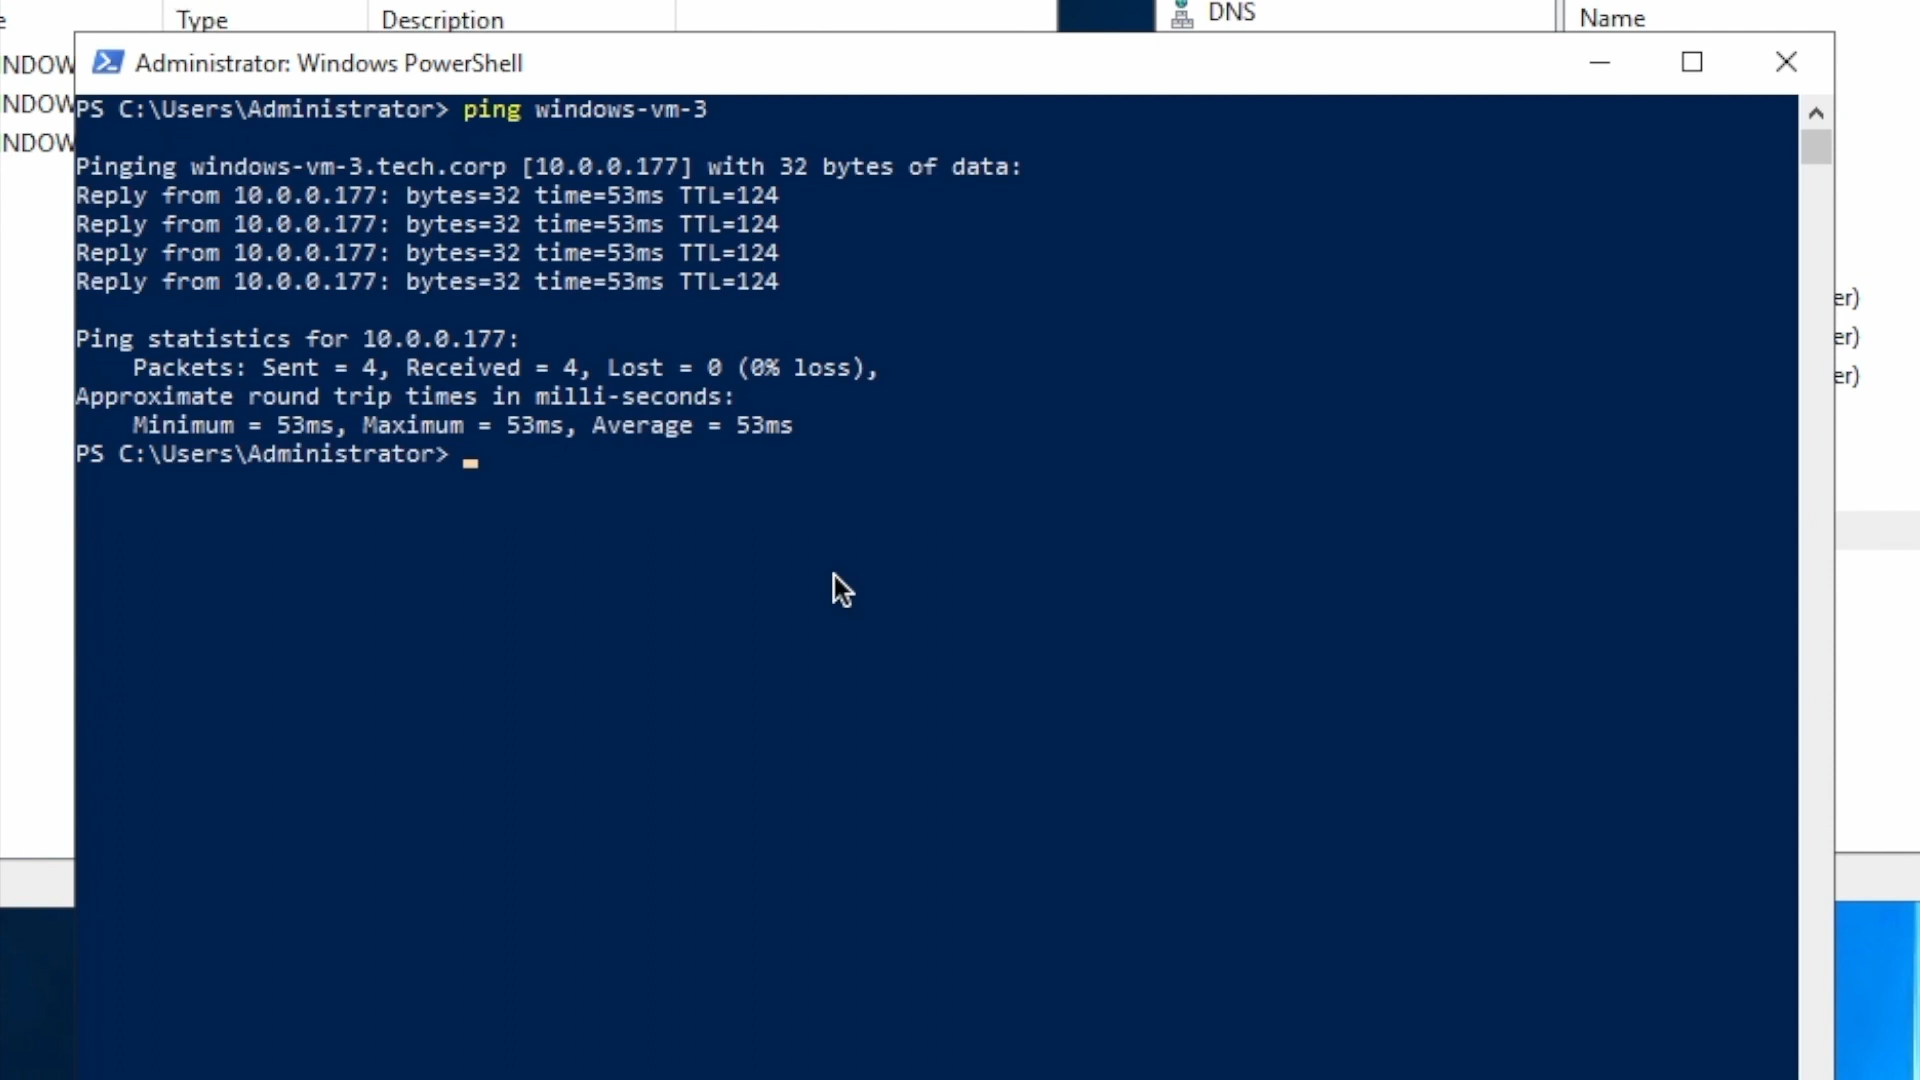 Type Description DNS Name
Administrator: Windows PowerShell
PS C:\Users\Administrator> ping windows-vm-3
Pinging windows-vm-3.tech.corp [10.0.0.177] with 32 bytes of data:
Reply from 10.0.0.177: bytes=32 time=53ms TTL=124
Reply from 10.0.0.177: bytes=32 time=53ms TTL=124
Reply from 10.0.0.177: bytes=32 time=53ms TTL=124
Reply from 10.0.0.177: bytes=32 time=53ms TTL=124
Ping statistics for 10.0.0.177:
Packets: Sent = 4, Received = 4, Lost = 0 (0% loss),
Approximate round trip times in milli-seconds:
Minimum = 53ms, Maximum = 53ms, Average = 53ms
PS C:\Users\Administrator>
NDOW
NDOW
NDOW
er)
er)
er)